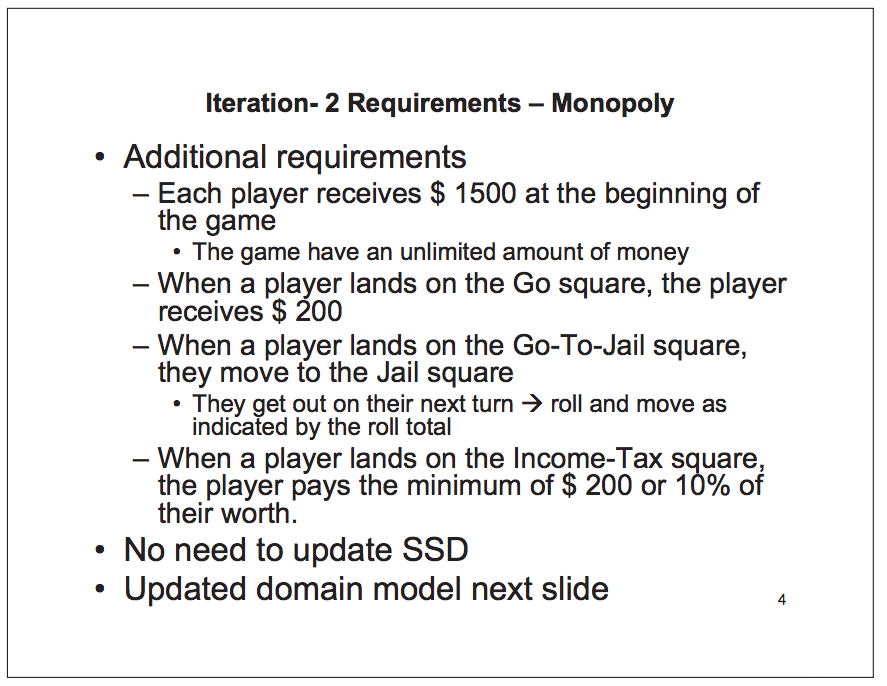 Iteration- 2 Requirements – Monopoly
• Additional requirements
– Each player receives $ 1500 at the beginning of
the game
• The game have an unlimited amount of money
– When a player lands on the Go square, the player
receives $ 200
– When a player lands on the Go-To-Jail square,
they move to the Jail square
• They get out on their next turn → roll and move as
indicated by the roll total
– When a player lands on the Income-Tax square,
the player pays the minimum of $ 200 or 10% of
their worth.
• No need to update SSD
• Updated domain model next slide
4